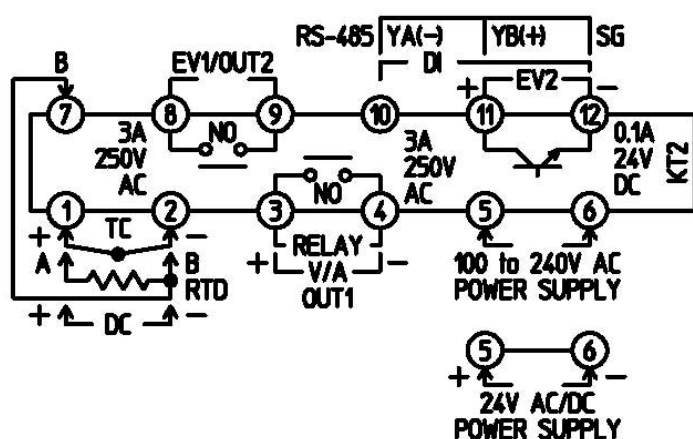 RS-485 YA(-) YB(+) SG
B EV1/OUT2 DI
+ EV2 -
7 8 9 10 11 12
3A 250V AC
NO
3A 250V AC
0.1A 24V DC
KT2
NO
1 2 3 4 5 6
+ TC -
A B
RTD
+ DC -
RELAY
+ V/A -
OUT1
100 to 240V AC
POWER SUPPLY
5 6
+ -
24V AC/DC
POWER SUPPLY